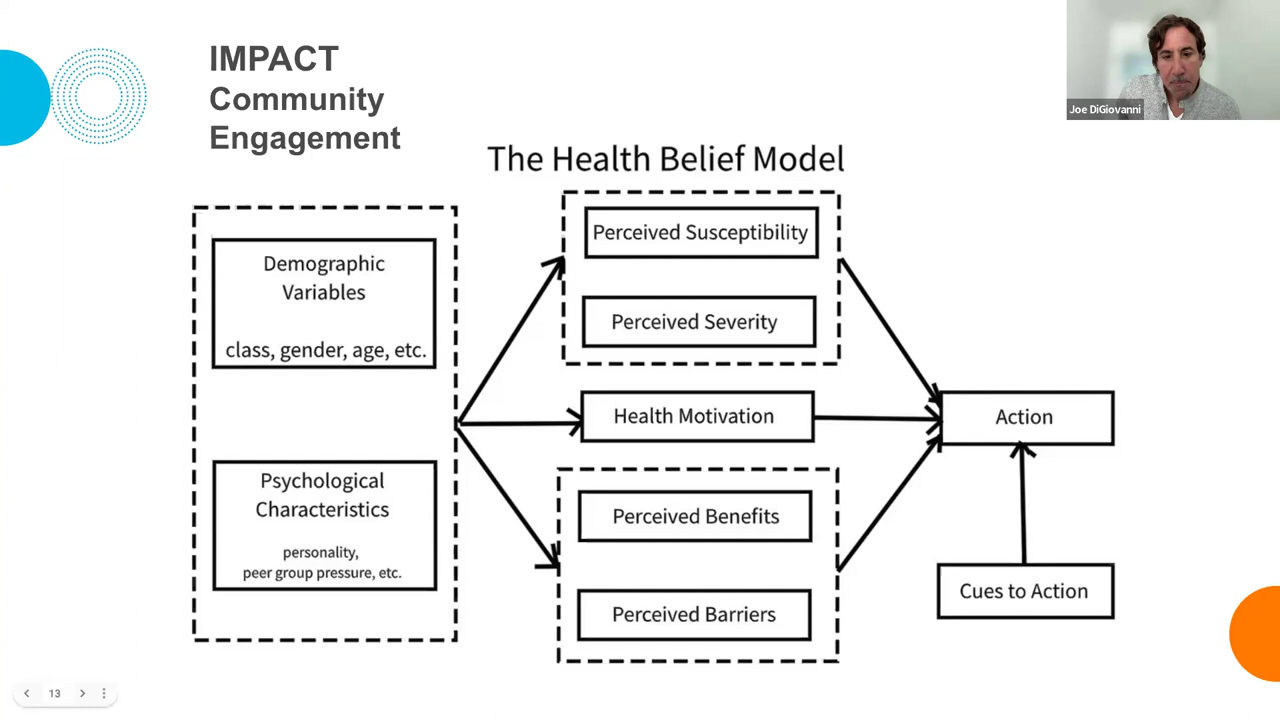 IMPACT
Community
Engagement
Joe DiGiovanni
The Health Belief Model
Demographic
Variables
class, gender, age, etc.
Psychological
Characteristics
personality,
peer group pressure, etc.
Perceived Susceptibility
Perceived Severity
Health Motivation
Perceived Benefits
Perceived Barriers
Action
Cues to Action
13